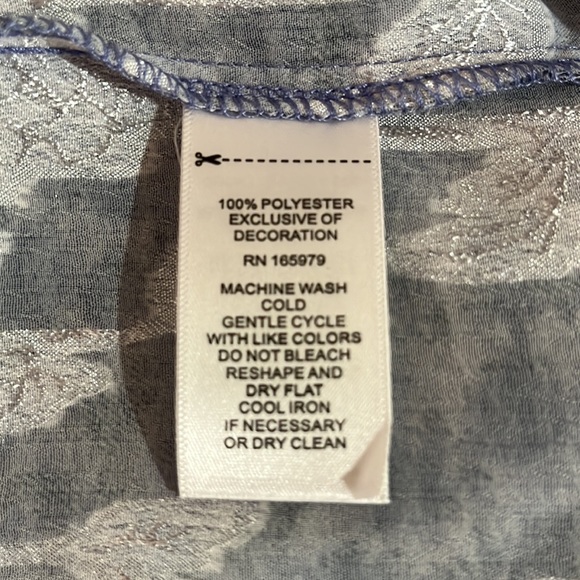 100% POLYESTER
EXCLUSIVE OF
DECORATION
RN 165979
MACHINE WASH
COLD
GENTLE CYCLE
WITH LIKE COLORS
DO NOT BLEACH
RESHAPE AND
DRY FLAT
COOL IRON
IF NECESSARY
OR DRY CLEAN